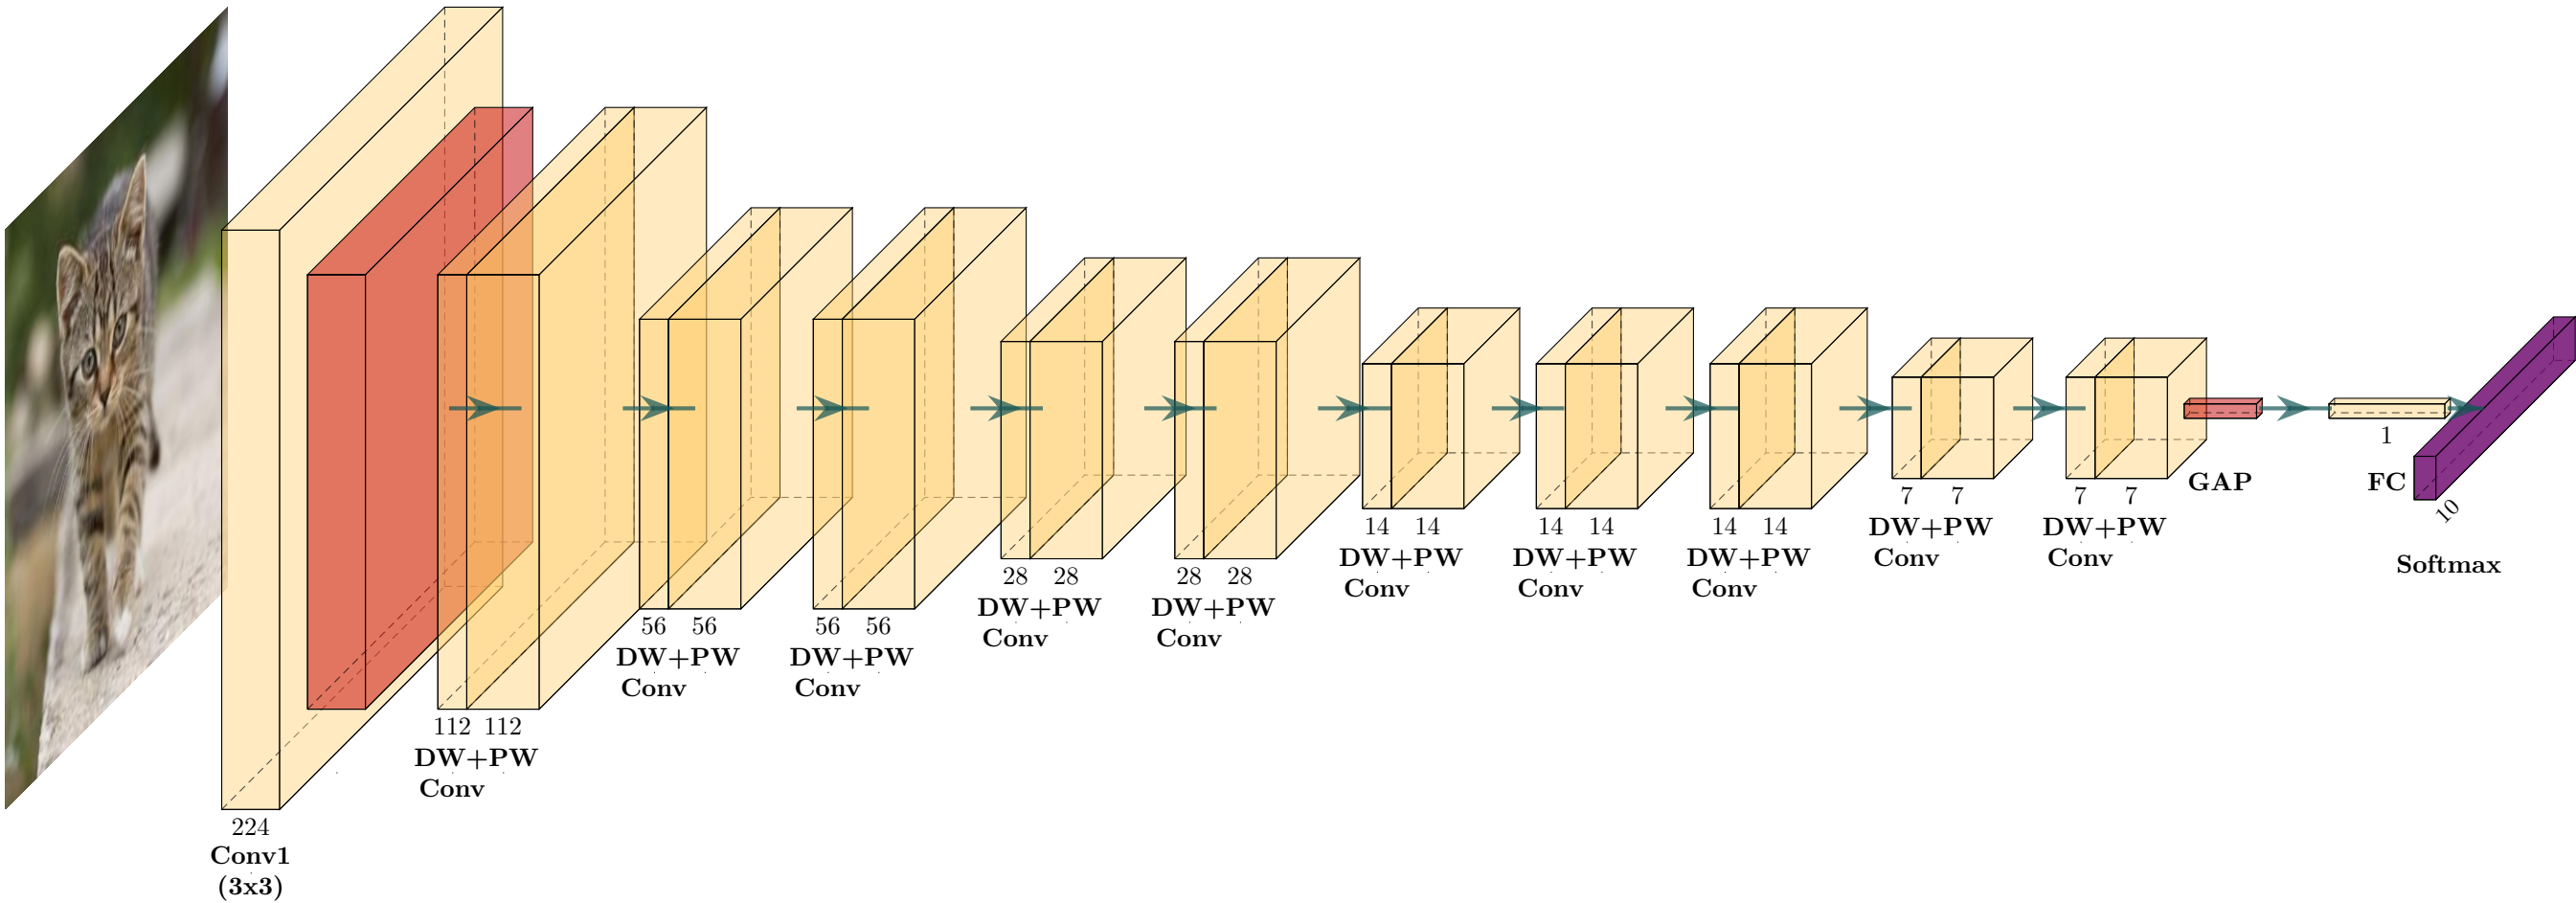 224
Conv1
(3x3)
112 112
DW+PW
Conv
56 56
DW+PW
Conv
56 56
DW+PW
Conv
28 28
DW+PW
Conv
28 28
DW+PW
Conv
14 14
DW+PW
Conv
14 14
DW+PW
Conv
14 14
DW+PW
Conv
7 7
DW+PW
Conv
7 7
DW+PW
Conv
GAP
1
FC
10
Softmax